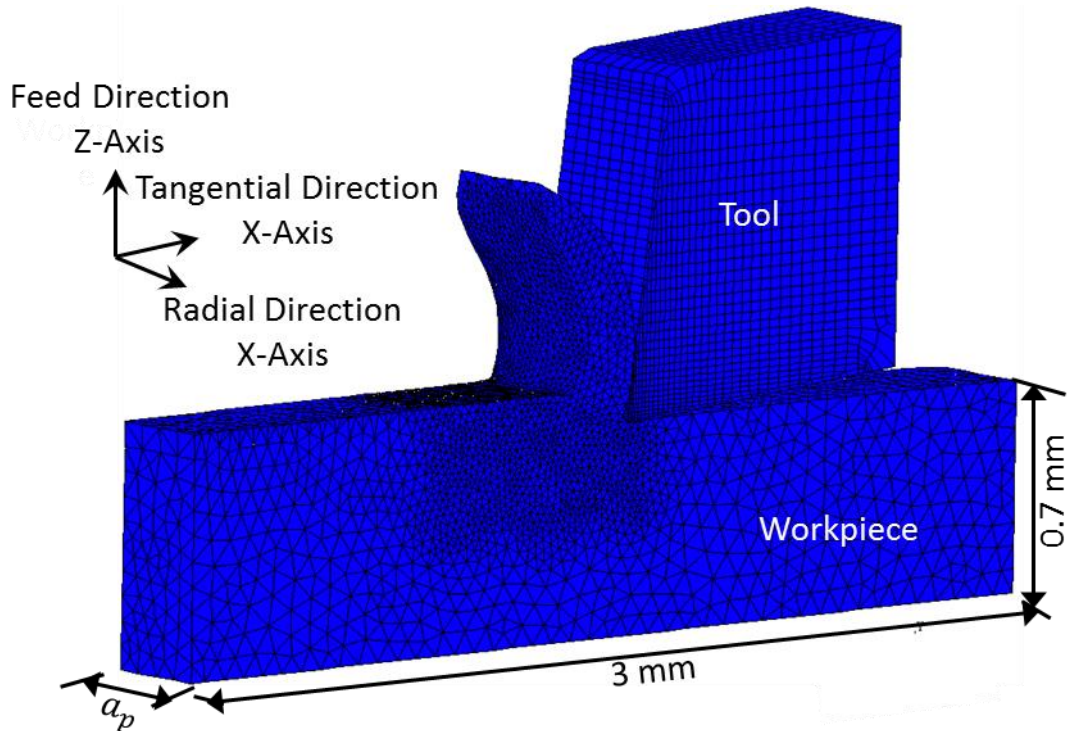 Feed Direction
Z-Axis
Tangential Direction
X-Axis
Radial Direction
X-Axis
Tool
Workpiece
0.7 mm
3 mm
a_p